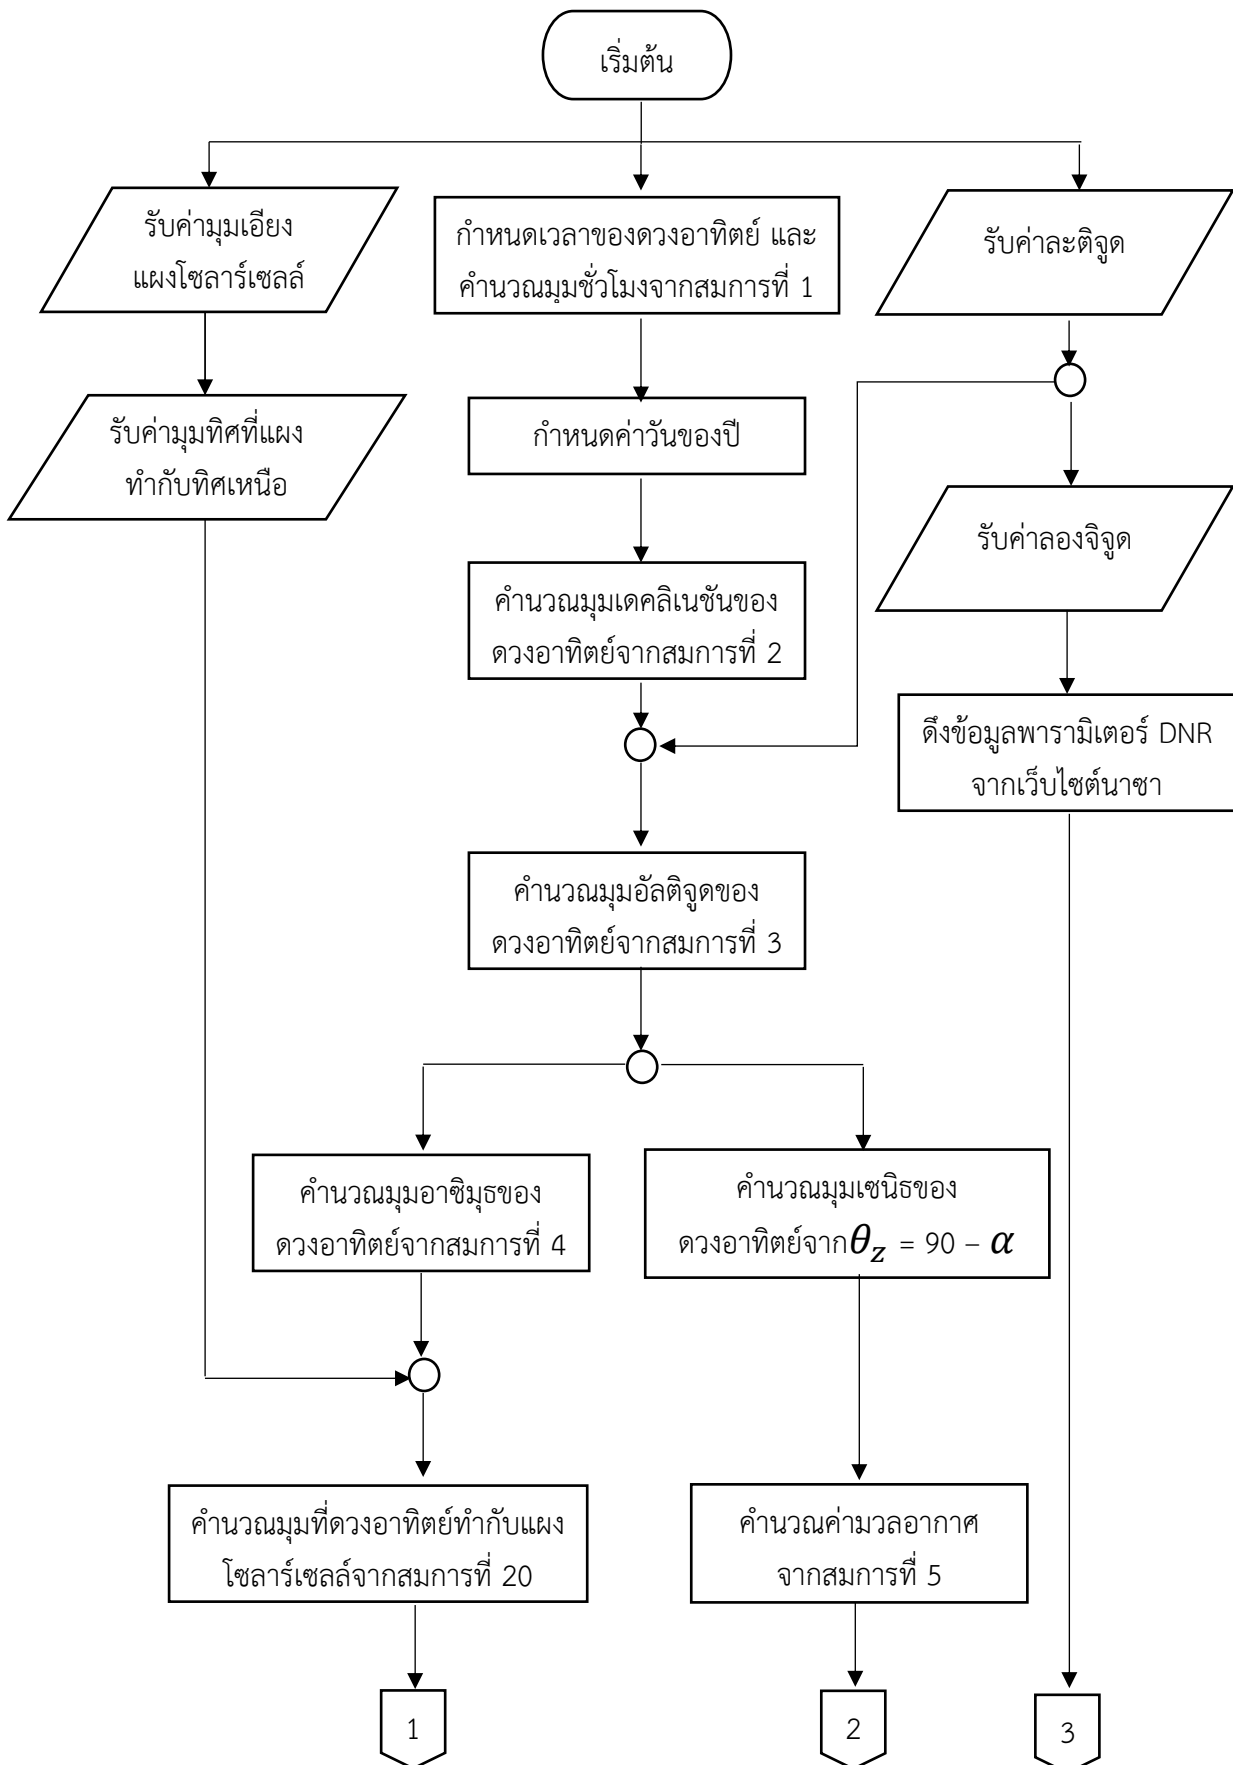 เริ่มต้น
รับค่ามุมเอียง
แผงโซลาร์เซลล์
กำหนดเวลาของดวงอาทิตย์ และ
คำนวณมุมชั่วโมงจากสมการที่ 1
รับค่าละติจูด
รับค่ามุมทิศที่แผง
ทำกับทิศเหนือ
กำหนดค่าวันของปี
รับค่าลองจิจูด
คำนวณมุมเดคลิเนชันของ
ดวงอาทิตย์จากสมการที่ 2
ดึงข้อมูลพารามิเตอร์ DNR
จากเว็บไซต์นาซา
คำนวณมุมอัลติจูดของ
ดวงอาทิตย์จากสมการที่ 3
คำนวณมุมอาซิมุธของ
ดวงอาทิตย์จากสมการที่ 4
คำนวณมุมเซนิธของ
ดวงอาทิตย์จาก θ_z = 90 – α
คำนวณมุมที่ดวงอาทิตย์ทำกับแผง
โซลาร์เซลล์จากสมการที่ 20
คำนวณค่ามวลอากาศ
จากสมการที่ 5
1
2
3